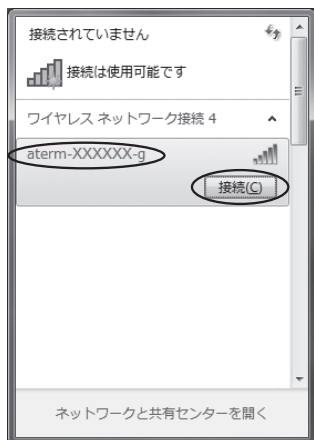 接続されていません
接続は使用可能です
ワイヤレス ネットワーク接続 4
aterm-XXXXXX-g
接続(C)
ネットワークと共有センターを開く